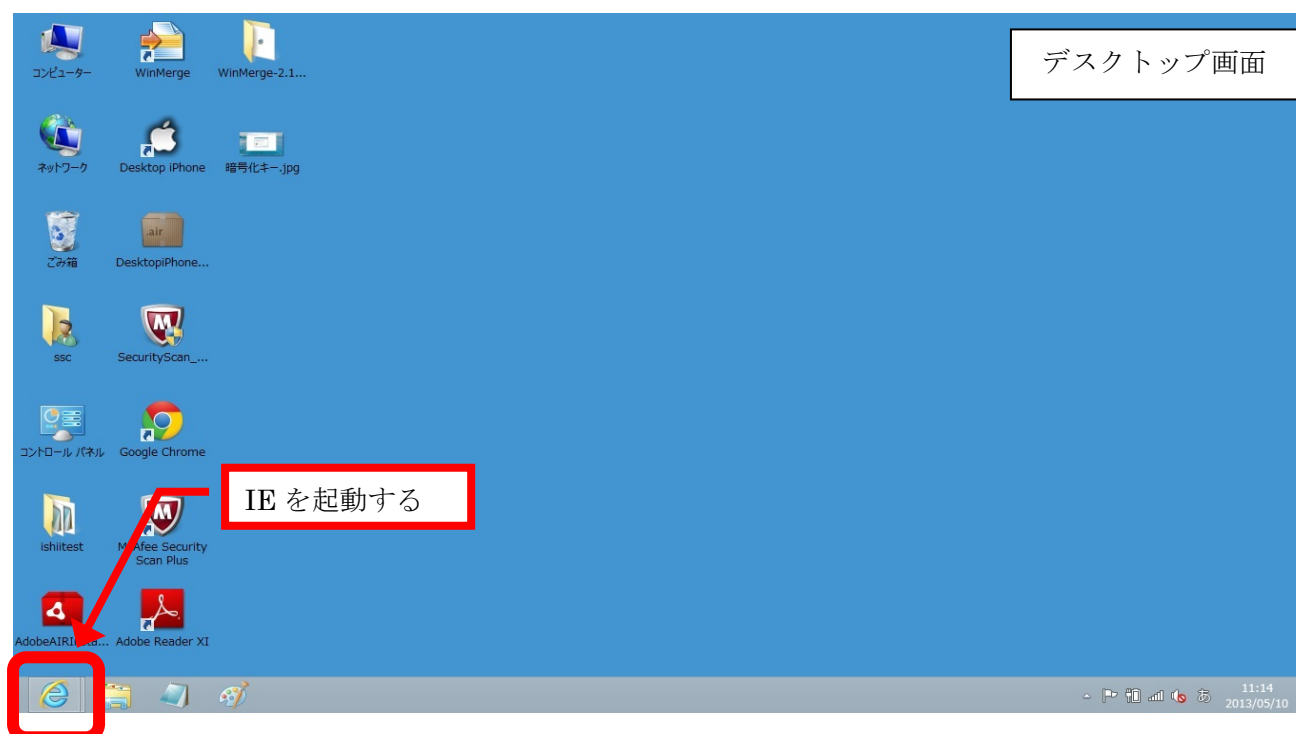 デスクトップ画面
コンピューター
WinMerge
WinMerge-2.1...
ネットワーク
Desktop iPhone
暗号化キー.jpg
ごみ箱
.air
DesktopiPhone...
ssc
SecurityScan_...
コントロール パネル
Google Chrome
IE を起動する
ishiitest
McAfee Security
Scan Plus
Adobe Reader XI
あ
11:14
2013/05/10